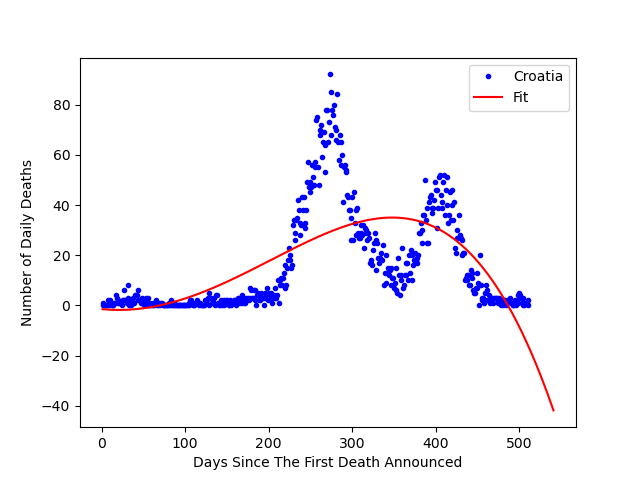 Croatia
Fit
Number of Daily Deaths
80
60
40
20
0
−20
−40
0 100 200 300 400 500
Days Since The First Death Announced